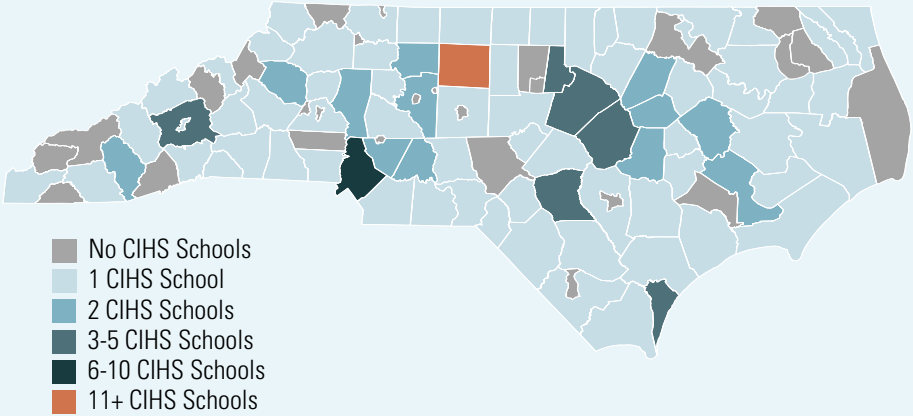 No CIHS Schools
1 CIHS School
2 CIHS Schools
3-5 CIHS Schools
6-10 CIHS Schools
11+ CIHS Schools